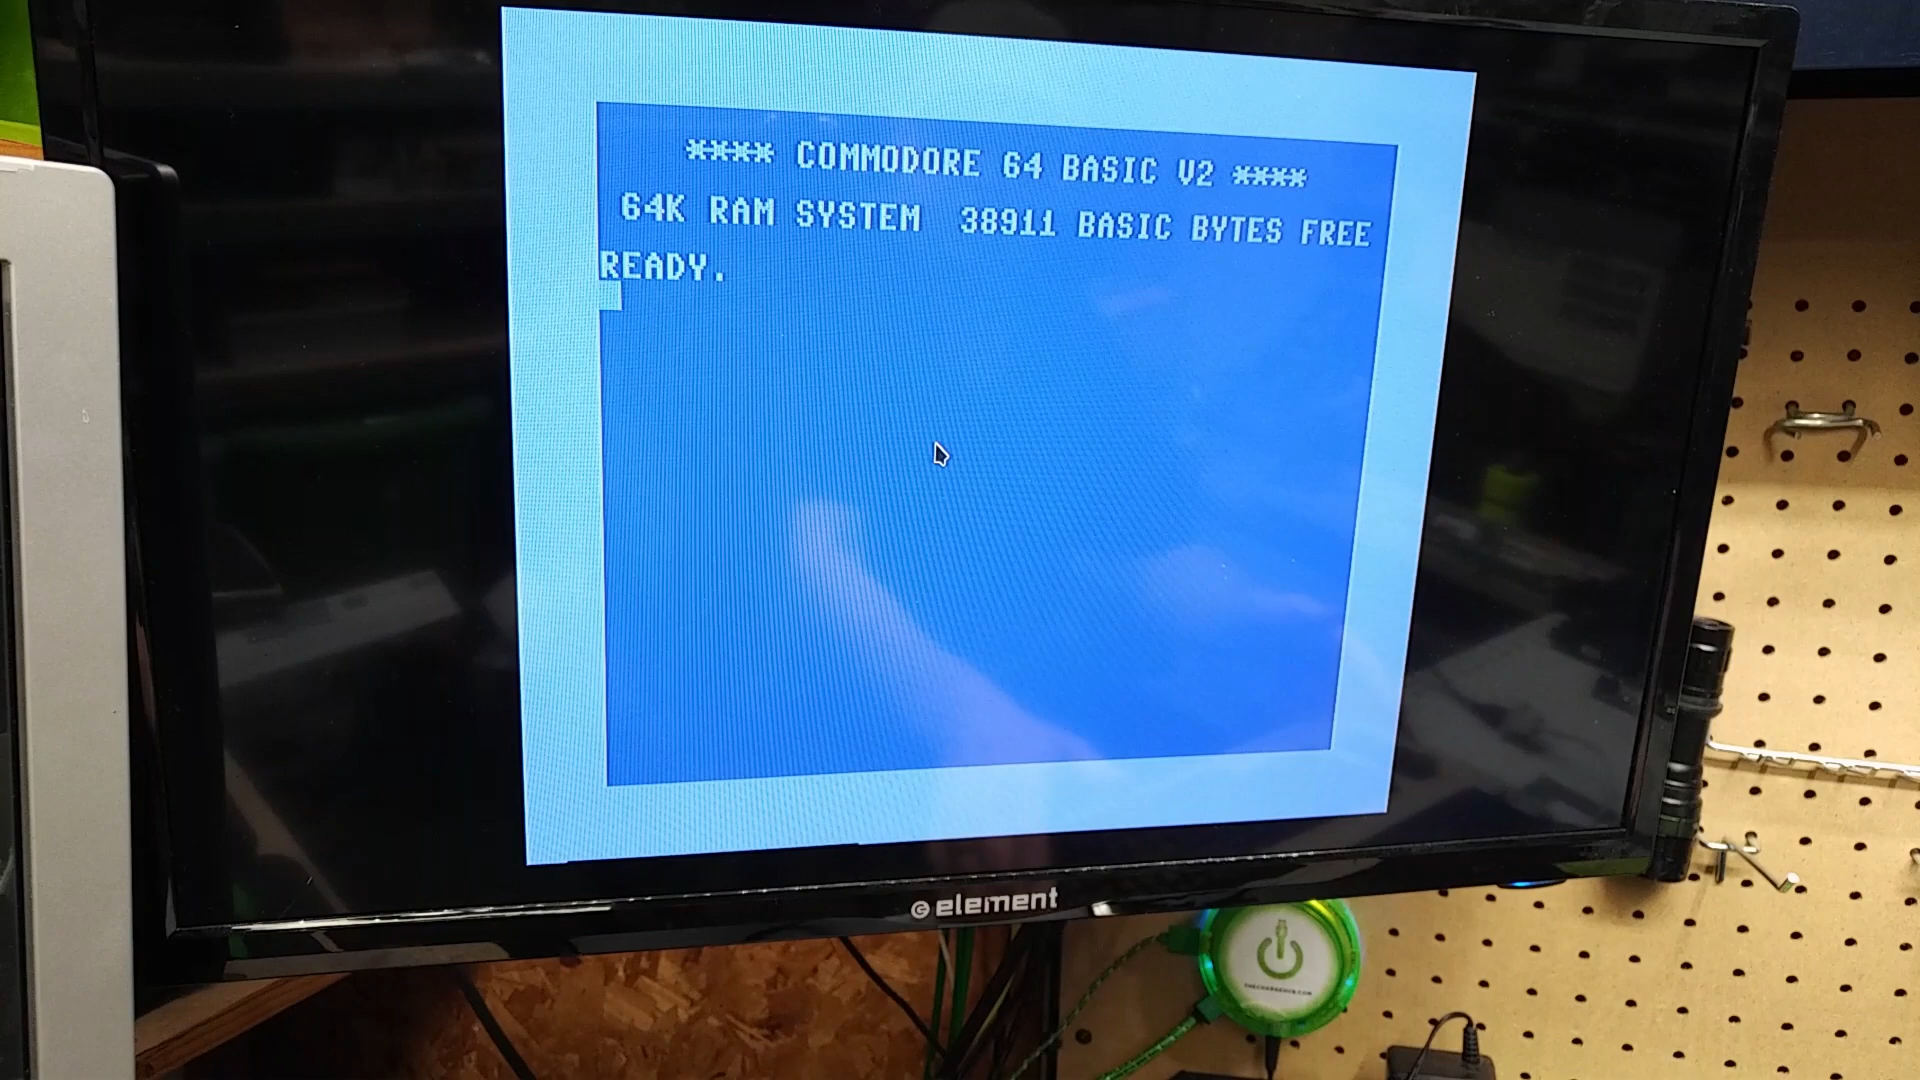 **** COMMODORE 64 BASIC V2 ****
64K RAM SYSTEM  38911 BASIC BYTES FREE
READY.
element